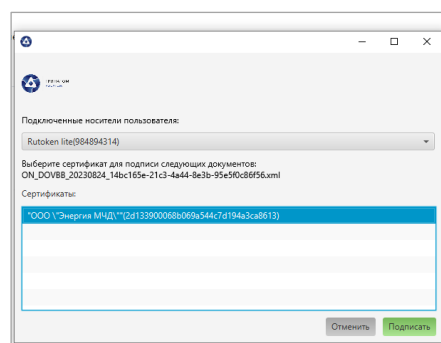 Подключенные носители пользователя:
Rutoken lite(984894314)
Выберите сертификат для подписи следующих документов:
ON_DOVBB_20230824_14bc165e-21c3-4a44-8e3b-95e5f0c86f56.xml
Сертификаты:
"ООО \"Энергия МЧД\""(2d133900068b069a544c7d194a3ca8613)
Отменить
Подписать